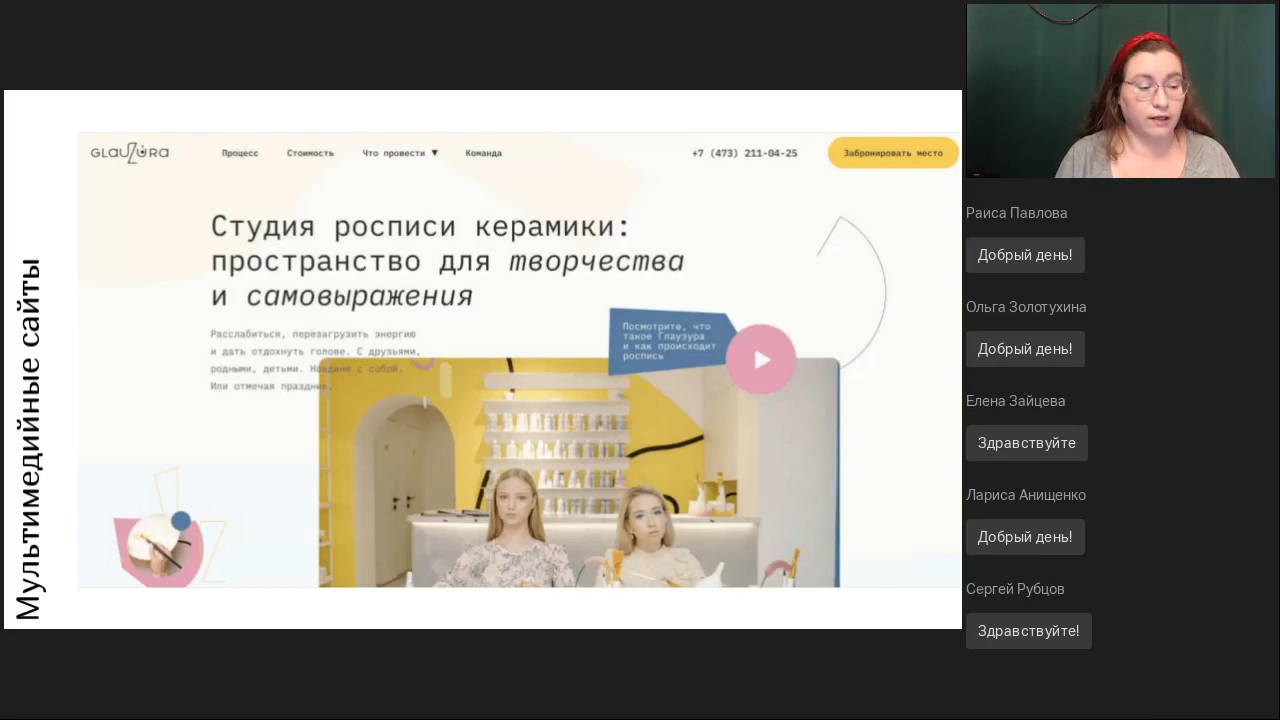 Мультимедийные сайты
GLAUZURA
Процесс
Стоимость
Что провести ▼
Команда
+7 (473) 211-04-25
Забронировать место
Студия росписи керамики:
пространство для творчества
и самовыражения
Расслабиться, перезагрузить энергию
и дать отдохнуть голове. С друзьями,
родными, детьми. Наедине с собой.
Или отмечая праздник.
Посмотрите, что
такое Глаузура
и как происходит
роспись
Раиса Павлова
Добрый день!
Ольга Золотухина
Добрый день!
Елена Зайцева
Здравствуйте
Лариса Анищенко
Добрый день!
Сергей Рубцов
Здравствуйте!